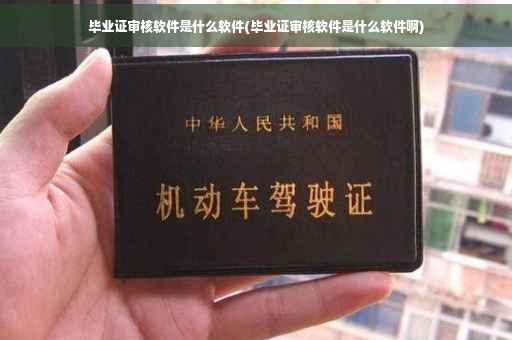 毕业证审核软件是什么软件(毕业证审核软件是什么软件啊)
中华人民共和国
机动车驾驶证